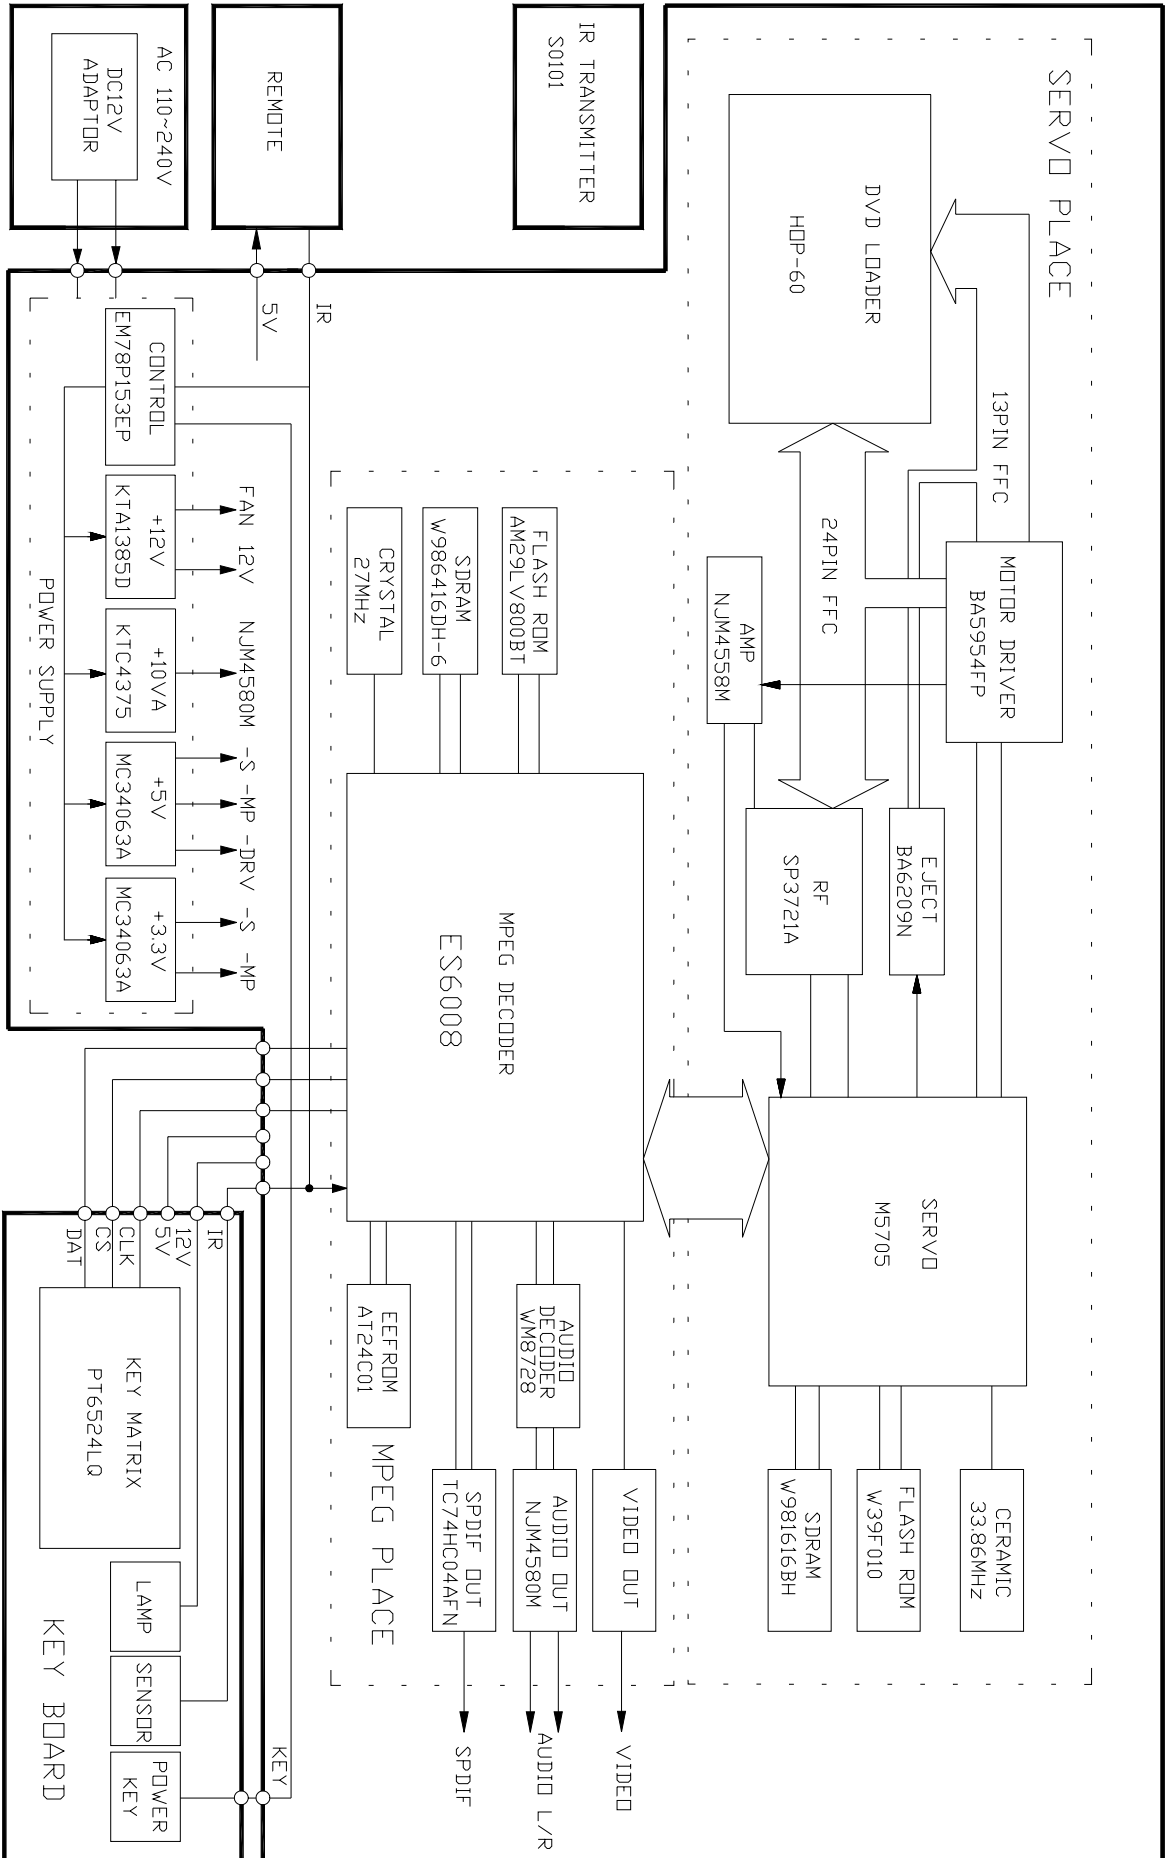 SERVO PLACE
DVD LOADER
HOP-60
13PIN FFC
24PIN FFC
MOTOR DRIVER
BA5954FP
AMP
NJM4558M
EJECT
BA6209N
RF
SP3721A
SERVO
M5705
CERAMIC
33.86MHz
FLASH ROM
W39F010
SDRAM
W981616BH
IR TRANSMITTER
S0101
REMOTE
IR
5V
AC 110~240V
DC12V
ADAPTOR
FLASH ROM
AM29LV800BT
SDRAM
W986416DH-6
CRYSTAL
27MHz
MPEG DECODER
ES6008
AUDIO
DECODER
WM8728
EEFROM
AT24C01
MPEG PLACE
VIDEO OUT
AUDIO OUT
NJM4580M
SPDIF OUT
TC74HC04AFN
VIDEO
AUDIO L/R
SPDIF
CONTROL
EM78P153EP
FAN
12V
NJM4580M
-S
-MP
-DRV
-S
-MP
+12V
KTA1385D
+10VA
KTC4375
+5V
MC34063A
+3.3V
MC34063A
POWER SUPPLY
IR
12V
5V
CLK
CS
DAT
KEY MATRIX
PT6524LQ
LAMP
SENSOR
POWER
KEY
KEY
KEY BOARD